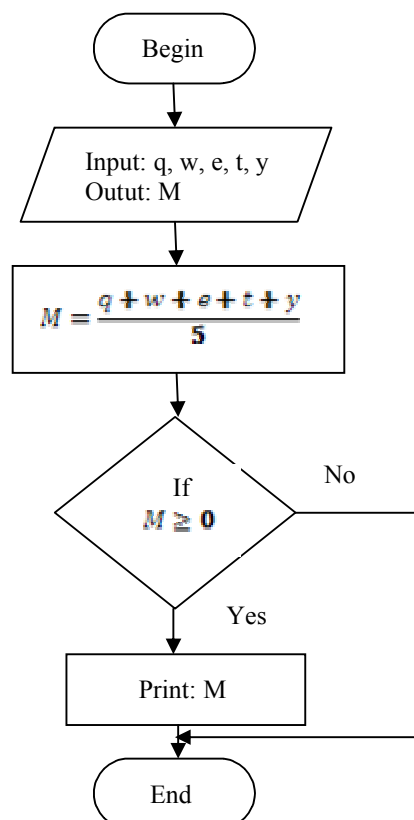 Begin
Input: q, w, e, t, y
Outut: M
M = (q + w + e + t + y) / 5
If
M ≧ 0
No
Yes
Print: M
End